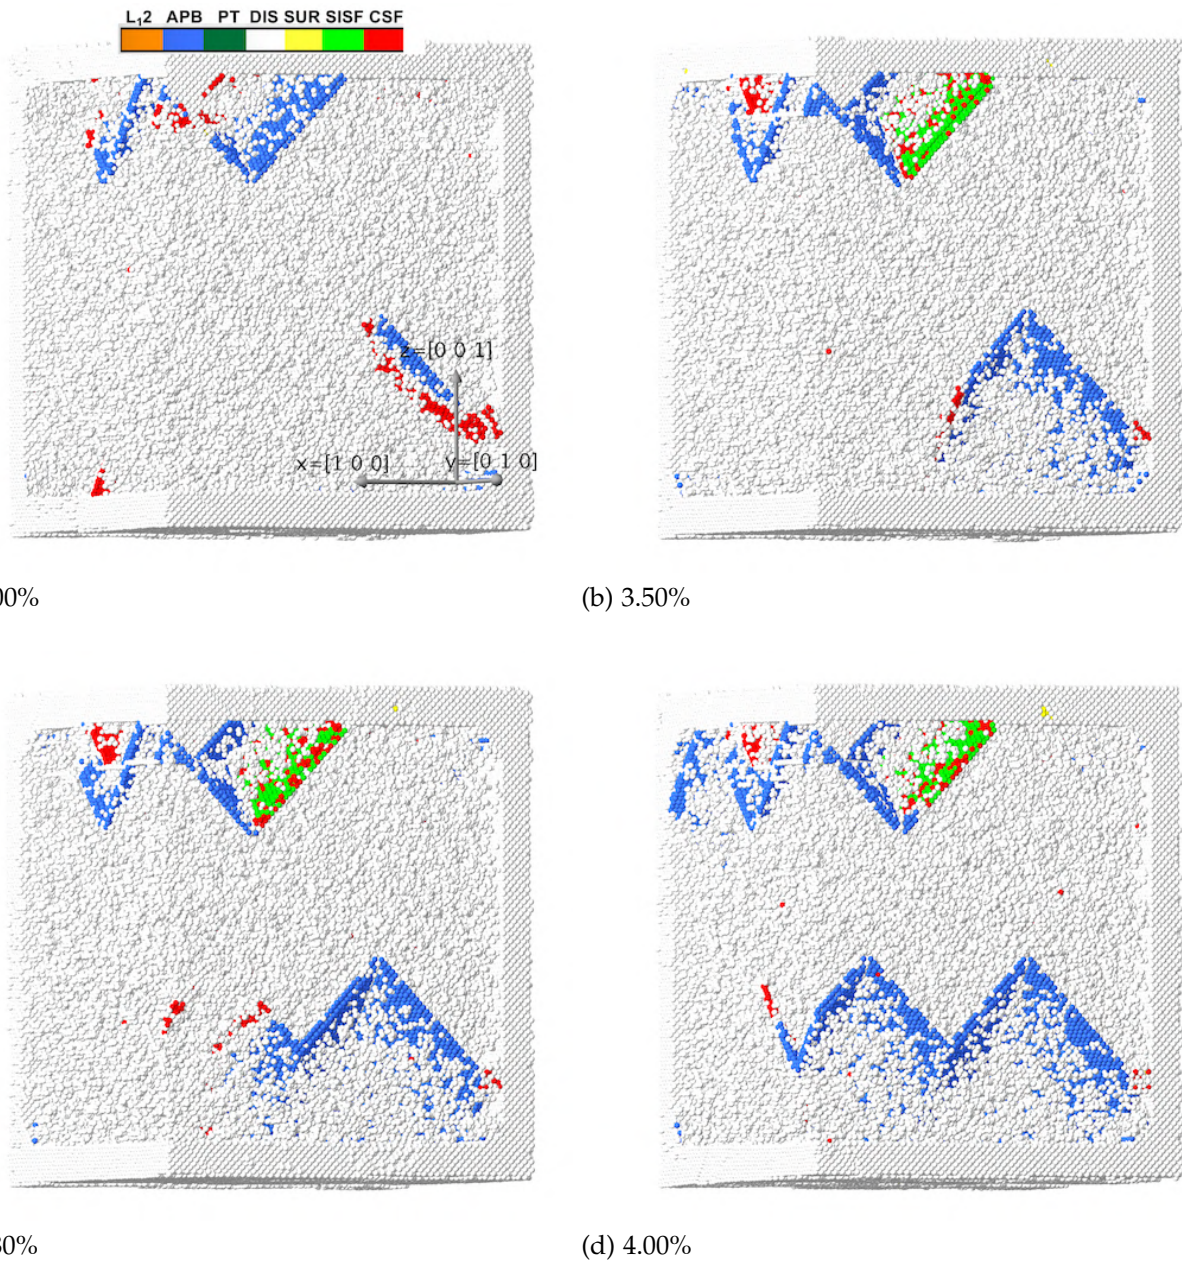 L₁2 APB PT DIS SUR SISF CSF
z=[0 0 1]
x=[1 0 0] y=[0 1 0]
00%
(b) 3.50%
(d) 4.00%